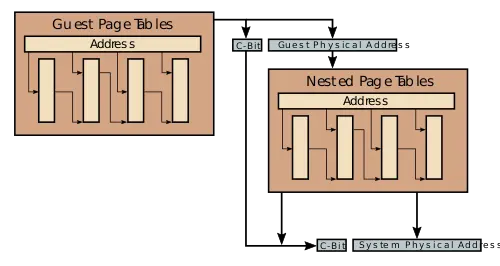 Guest Page Tables
Address
C-Bit
Guest Physical Address
Nested Page Tables
Address
C-Bit
System Physical Address